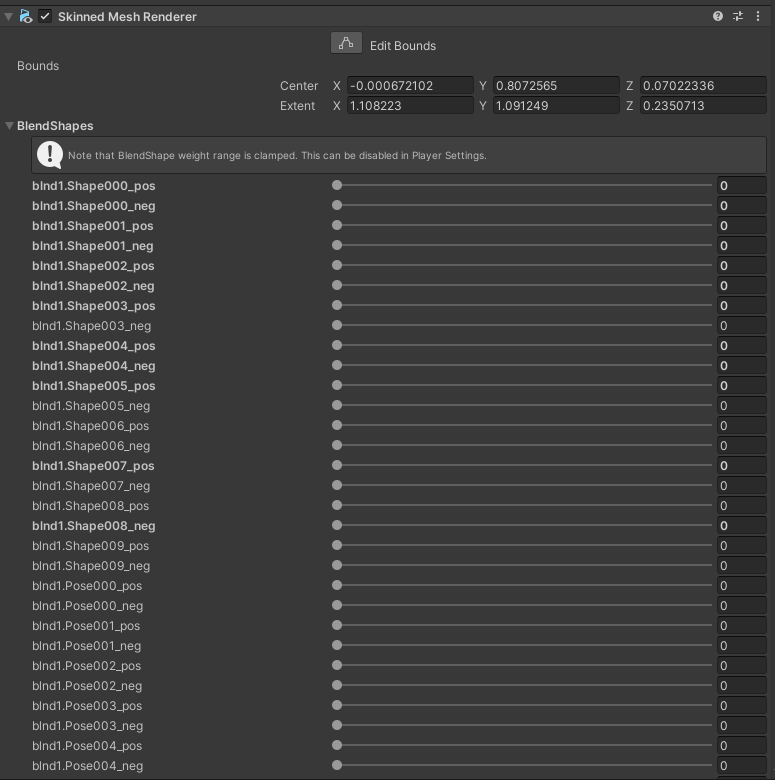 Skinned Mesh Renderer
Edit Bounds
Bounds
Center X -0.000672102 Y 0.8072565 Z 0.07022336
Extent X 1.108223 Y 1.091249 Z 0.2350713
BlendShapes
Note that BlendShape weight range is clamped. This can be disabled in Player Settings.
blnd1.Shape000_pos 0
blnd1.Shape000_neg 0
blnd1.Shape001_pos 0
blnd1.Shape001_neg 0
blnd1.Shape002_pos 0
blnd1.Shape002_neg 0
blnd1.Shape003_pos 0
blnd1.Shape003_neg 0
blnd1.Shape004_pos 0
blnd1.Shape004_neg 0
blnd1.Shape005_pos 0
blnd1.Shape005_neg 0
blnd1.Shape006_pos 0
blnd1.Shape006_neg 0
blnd1.Shape007_pos 0
blnd1.Shape007_neg 0
blnd1.Shape008_pos 0
blnd1.Shape008_neg 0
blnd1.Shape009_pos 0
blnd1.Shape009_neg 0
blnd1.Pose000_pos 0
blnd1.Pose000_neg 0
blnd1.Pose001_pos 0
blnd1.Pose001_neg 0
blnd1.Pose002_pos 0
blnd1.Pose002_neg 0
blnd1.Pose003_pos 0
blnd1.Pose003_neg 0
blnd1.Pose004_pos 0
blnd1.Pose004_neg 0